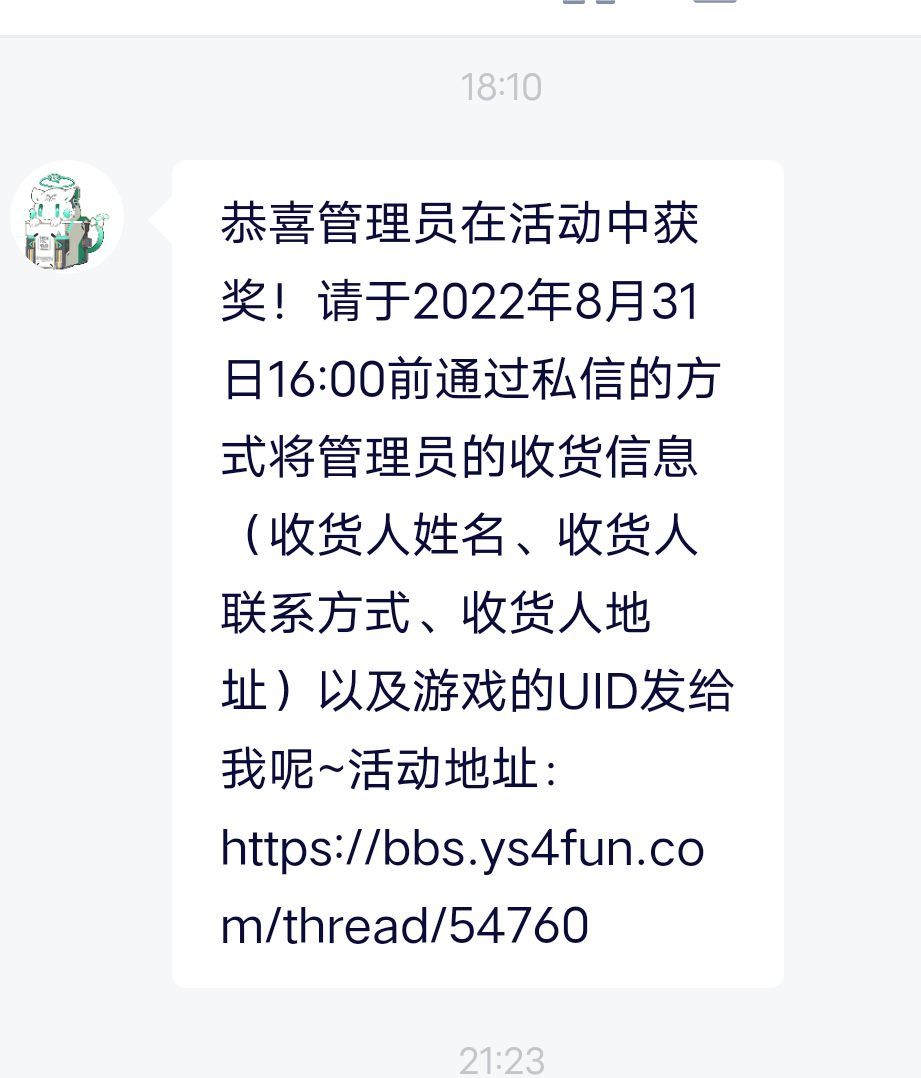 18:10
恭喜管理员在活动中获
奖！请于2022年8月31
日16:00前通过私信的方
式将管理员的收货信息
（收货人姓名、收货人
联系方式、收货人地
址）以及游戏的UID发给
我呢~活动地址：
https://bbs.ys4fun.co
m/thread/54760
21:23